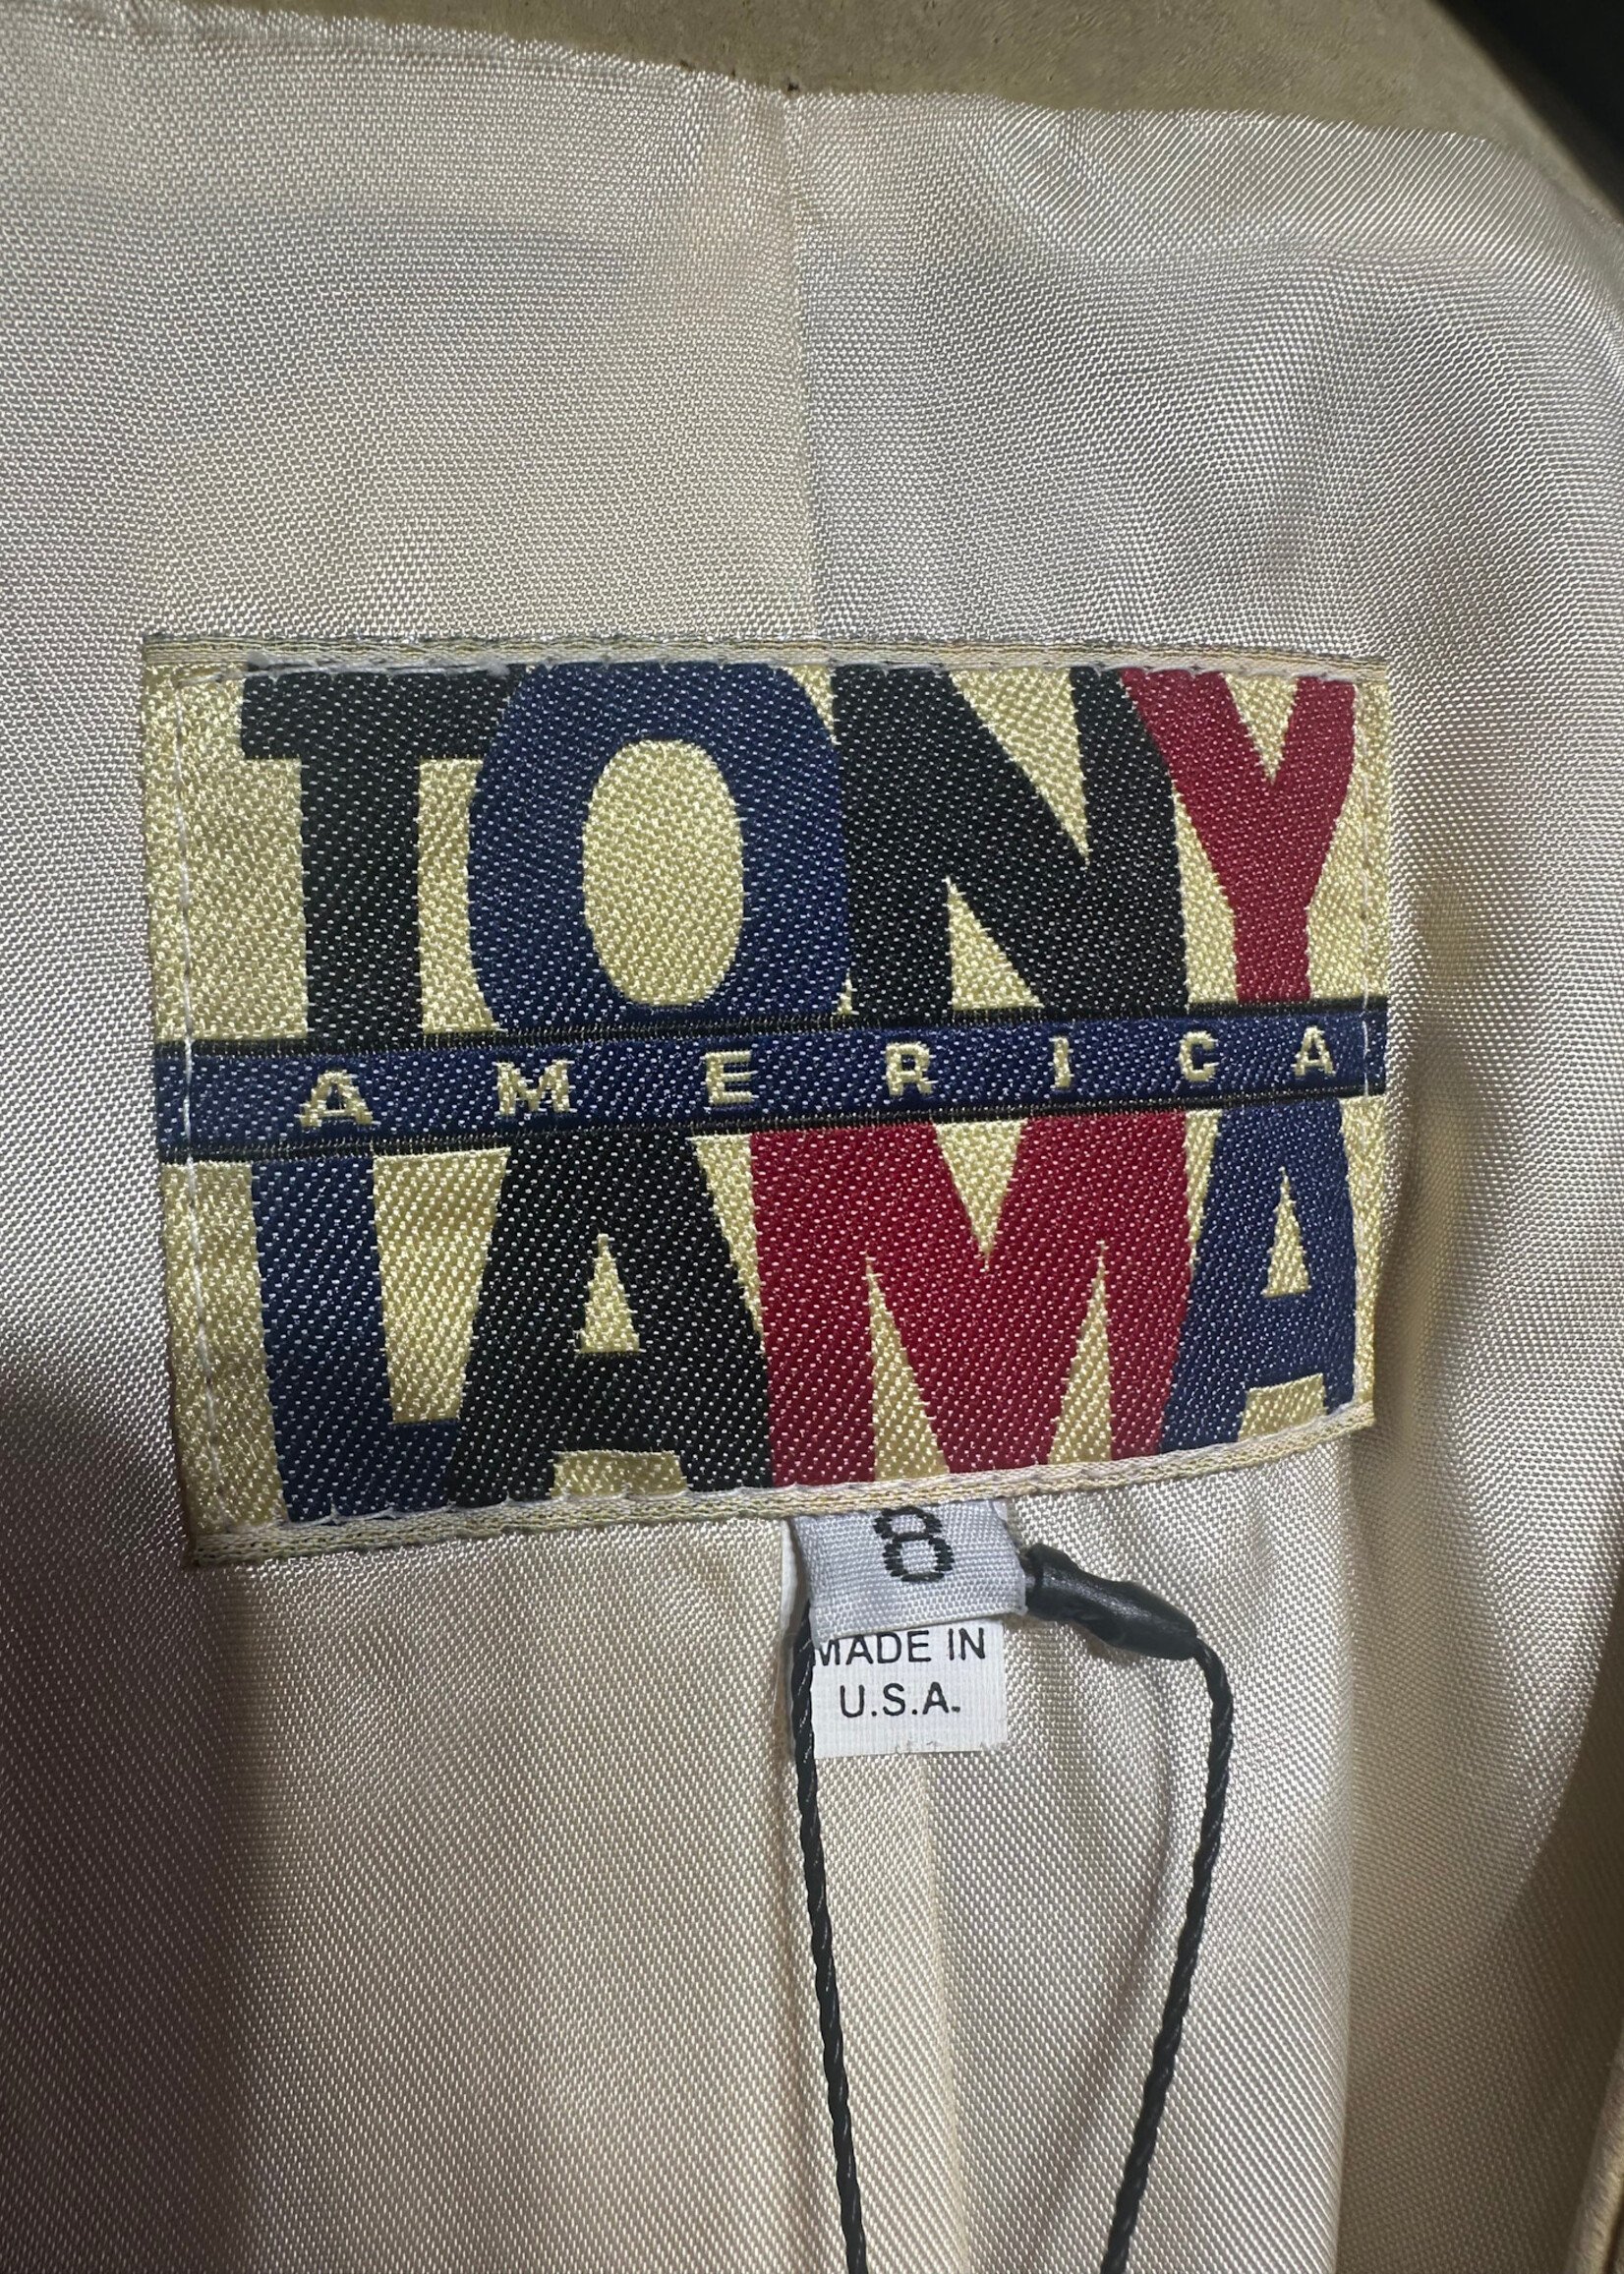 TONY
AMERICA
LAMA
8
MADE IN
U.S.A.